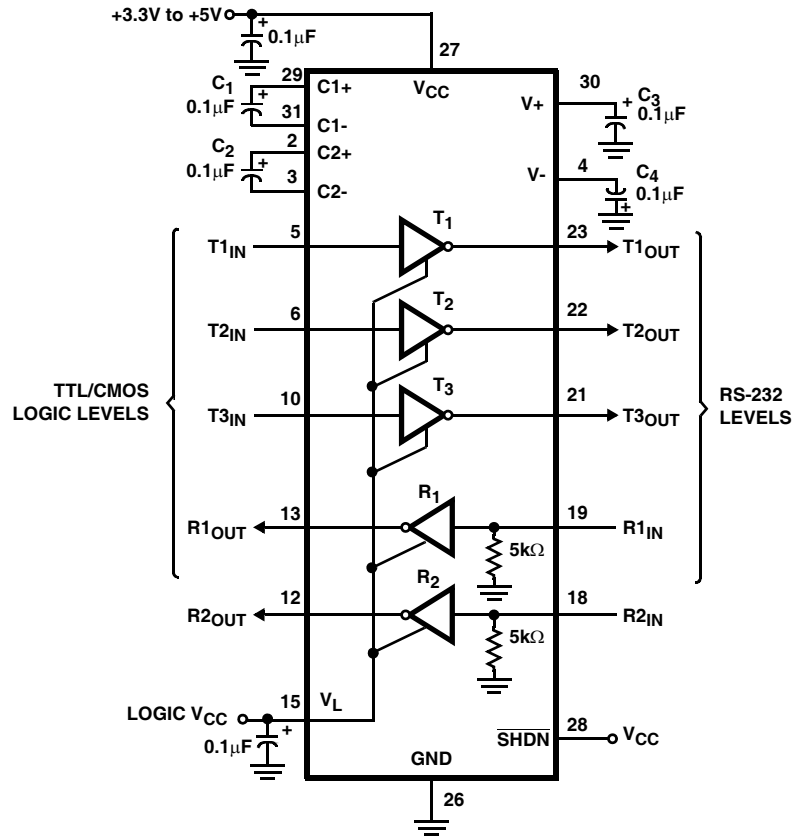 +3.3V to +5V
+
0.1µF
27
C1
0.1µF
+
29
C1+
VCC
31
C1-
C2
0.1µF
+
2
C2+
3
C2-
30
V+
+
C3
0.1µF
4
V-
C4
0.1µF
+
T1
T1IN
5
23
T1OUT
T2
T2IN
6
22
T2OUT
T3
T3IN
10
21
T3OUT
TTL/CMOS
LOGIC LEVELS
RS-232
LEVELS
R1
R1OUT
13
19
R1IN
5kΩ
R2
R2OUT
12
18
R2IN
5kΩ
LOGIC VCC
15
VL
+
0.1µF
SHDN
28
VCC
GND
26